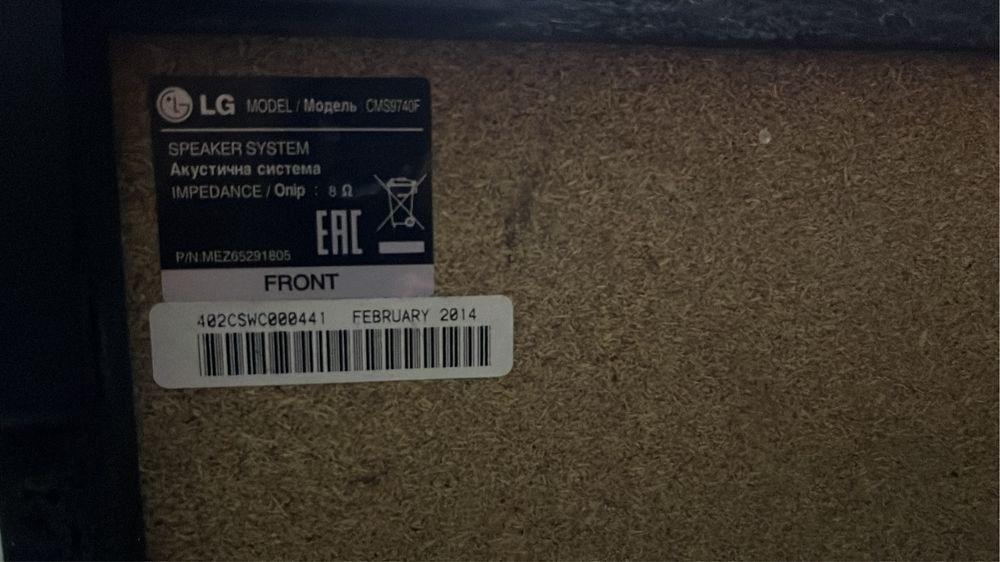 LG MODEL / Модель CMS9740F
SPEAKER SYSTEM
Акустична система
IMPEDANCE / Опір : 8 Ω
EAC
P/N.MEZ65291805
FRONT
402CSWC000441 FEBRUARY 2014